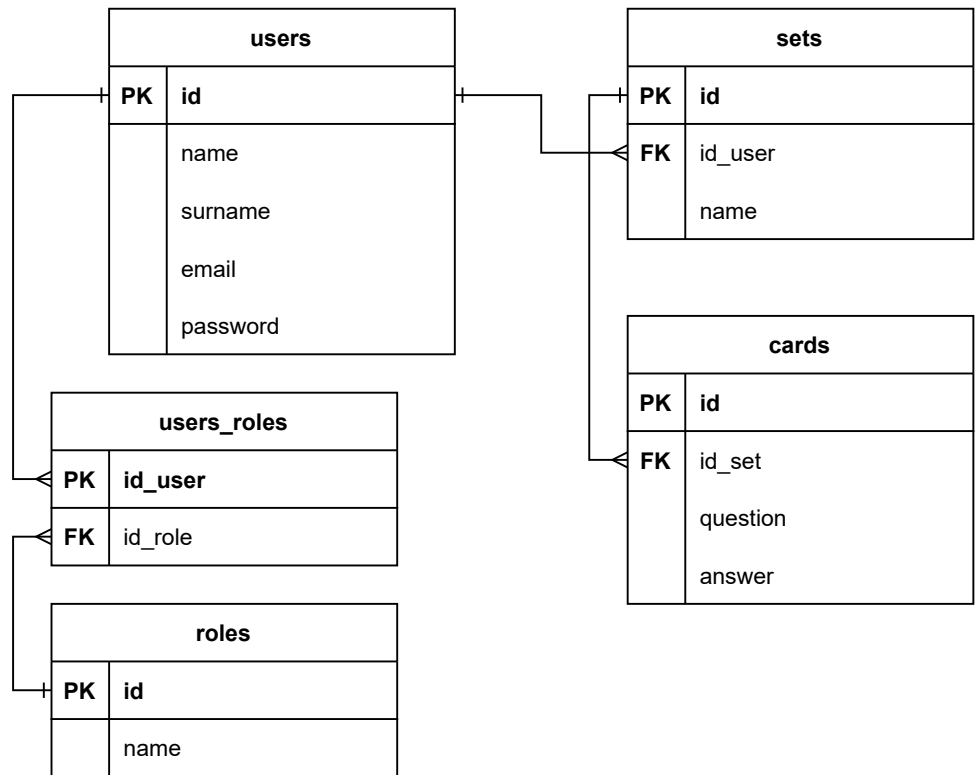 users
PK id
name
surname
email
password
sets
PK id
FK id_user
name
cards
PK id
FK id_set
question
answer
users_roles
PK id_user
FK id_role
roles
PK id
name